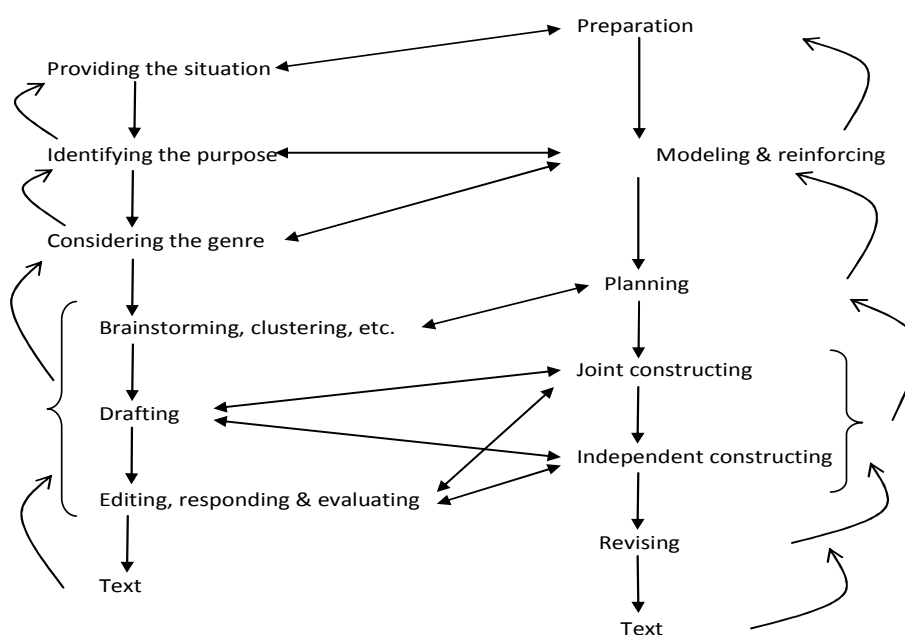 Preparation
Providing the situation
Identifying the purpose
Modeling & reinforcing
Considering the genre
Planning
Brainstorming, clustering, etc.
Joint constructing
Drafting
Independent constructing
Editing, responding & evaluating
Revising
Text
Text